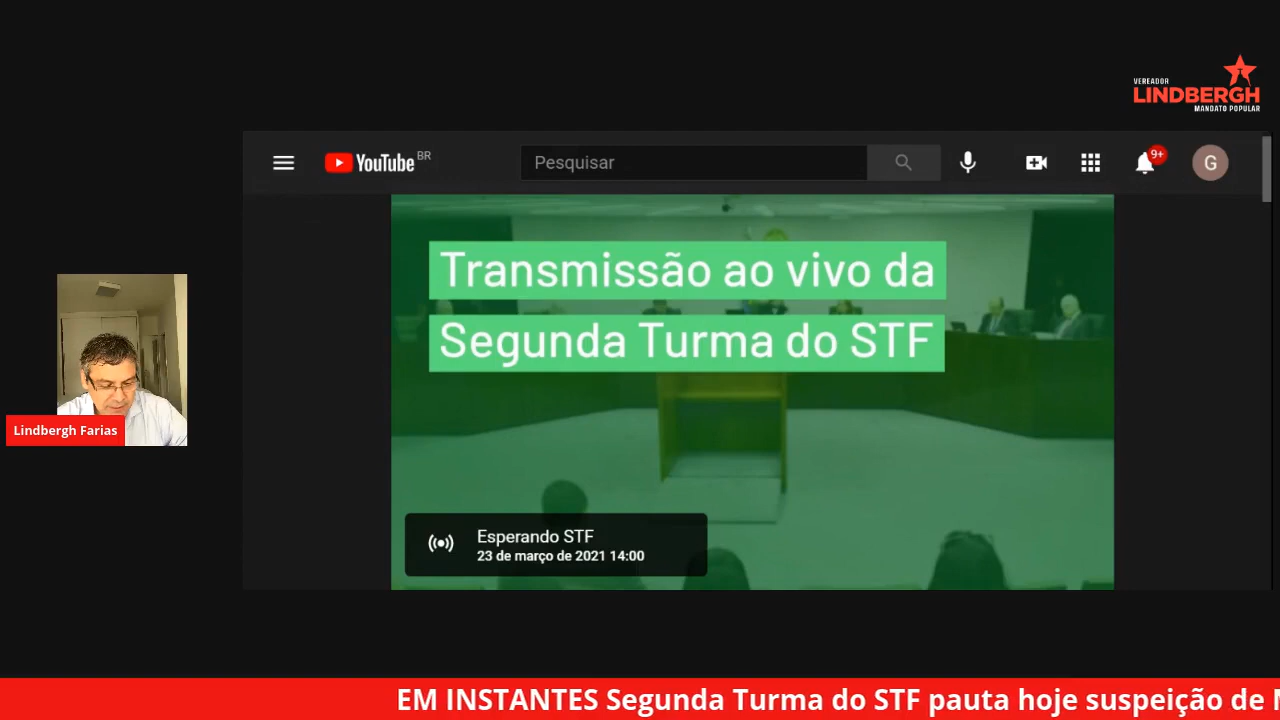 VEREADOR
LINDBERGH
MANDATO POPULAR
YouTube BR
Pesquisar
9+
G
Transmissão ao vivo da
Segunda Turma do STF
Esperando STF
23 de março de 2021 14:00
Lindbergh Farias
EM INSTANTES Segunda Turma do STF pauta hoje suspeição de